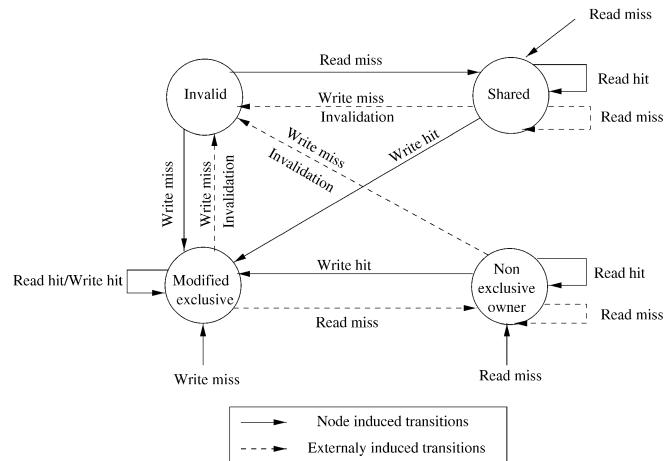 Read miss
Read miss
Invalid
Shared
Read hit
Write miss
Invalidation
Read miss
Write hit
Write miss
Invalidation
Write miss
Write miss
Invalidation
Read hit/Write hit
Modified
exclusive
Write hit
Non
exclusive
owner
Read hit
Read miss
Read miss
Write miss
Read miss
Node induced transitions
Externaly induced transitions